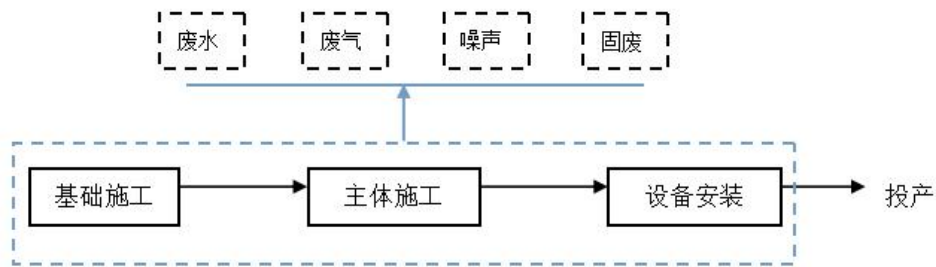 废水 废气 噪声 固废
基础施工 主体施工 设备安装 投产